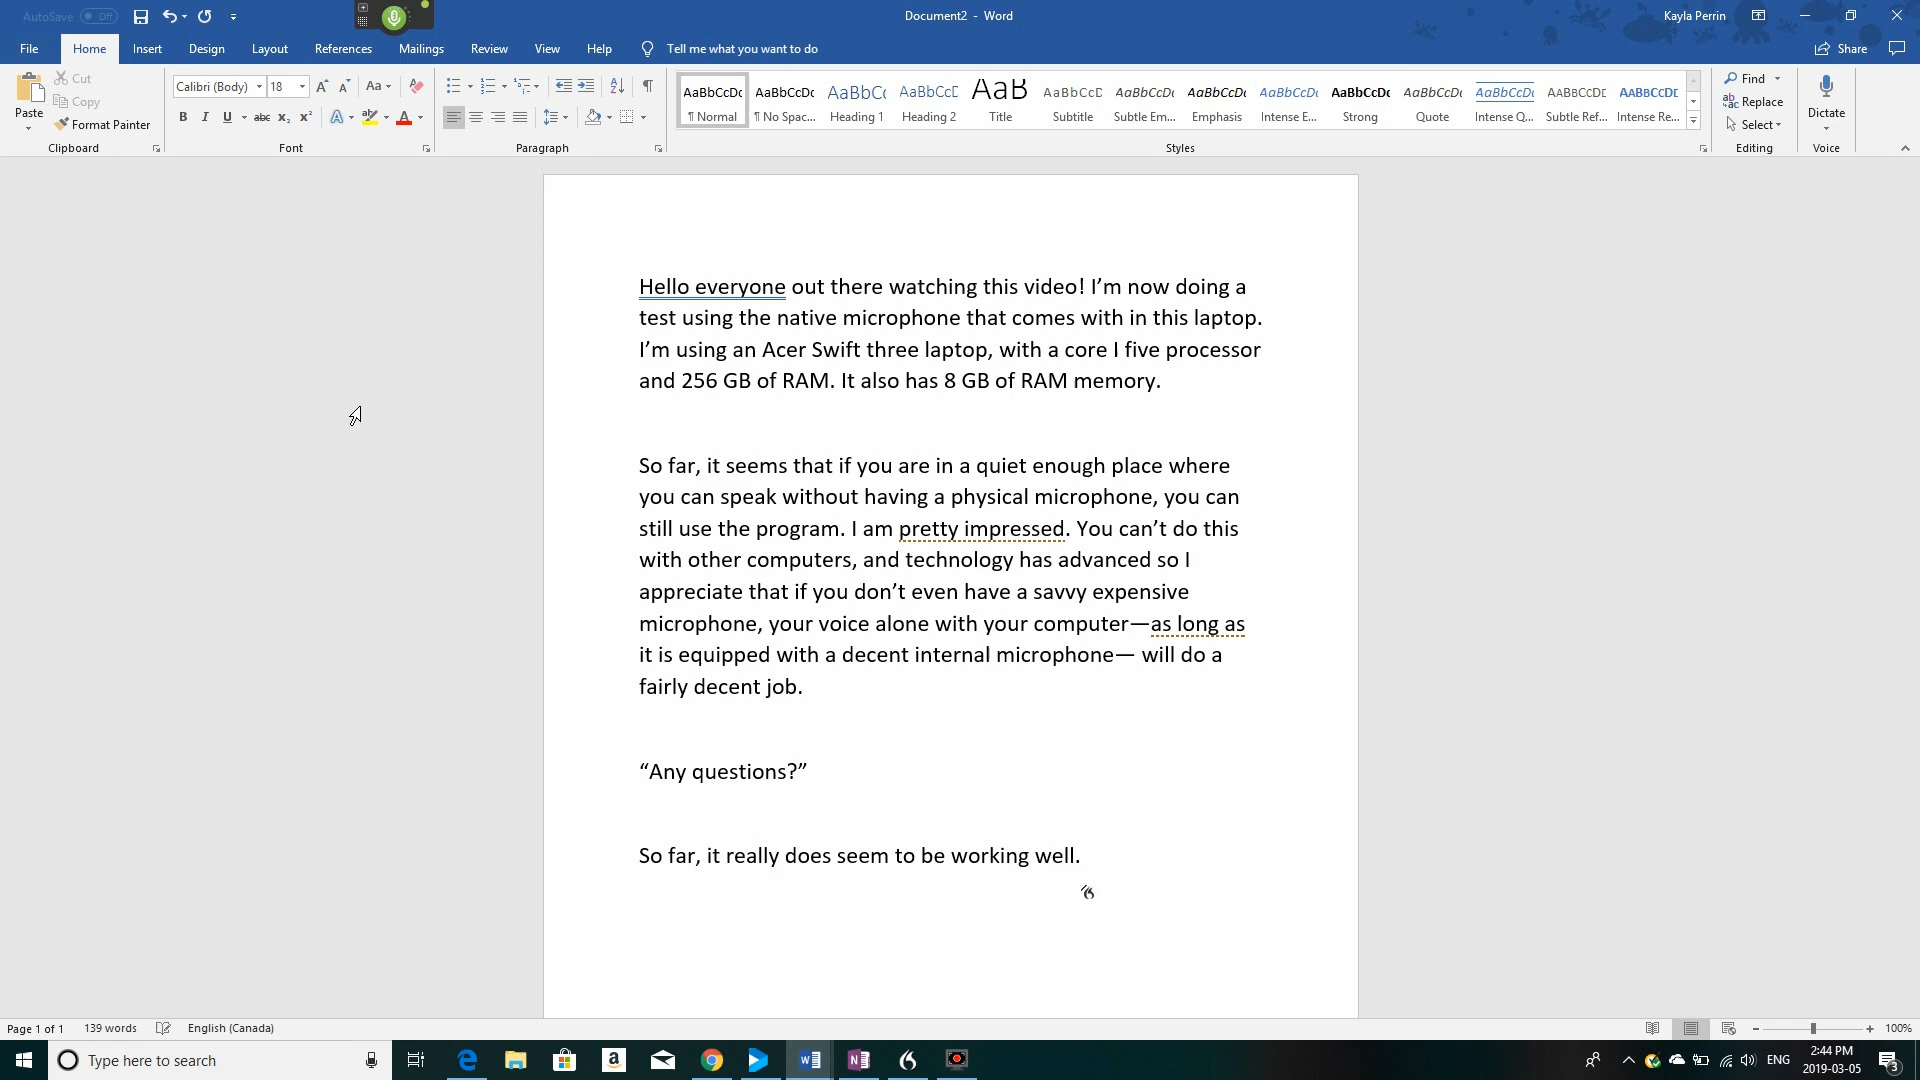 AutoSave Off Document2 - Word Kayla Perrin
File Home Insert Design Layout References Mailings Review View Help Tell me what you want to do Share
Paste Cut Copy Format Painter
Calibri (Body) 18
AaBbCcDc AaBbCcDc AaBbCc AaBbCcD AaB AaBbCcD AaBbCcDc AaBbCcDc AaBbCcDc AaBbCcDc AaBbCcDc AaBbCcDc AaBbCcDc AaBbCcDc
¶ Normal ¶ No Spac... Heading 1 Heading 2 Title Subtitle Subtle Em... Emphasis Intense E... Strong Quote Intense Q... Subtle Ref... Intense Re...
Find Replace Select Dictate
Clipboard Font Paragraph Styles Editing Voice
Hello everyone out there watching this video! I’m now doing a
test using the native microphone that comes with in this laptop.
I’m using an Acer Swift three laptop, with a core I five processor
and 256 GB of RAM. It also has 8 GB of RAM memory.
So far, it seems that if you are in a quiet enough place where
you can speak without having a physical microphone, you can
still use the program. I am pretty impressed. You can’t do this
with other computers, and technology has advanced so I
appreciate that if you don’t even have a savvy expensive
microphone, your voice alone with your computer—as long as
it is equipped with a decent internal microphone— will do a
fairly decent job.
“Any questions?”
So far, it really does seem to be working well.
Page 1 of 1 139 words English (Canada) 100%
Type here to search ENG 2:44 PM
2019-03-05 3